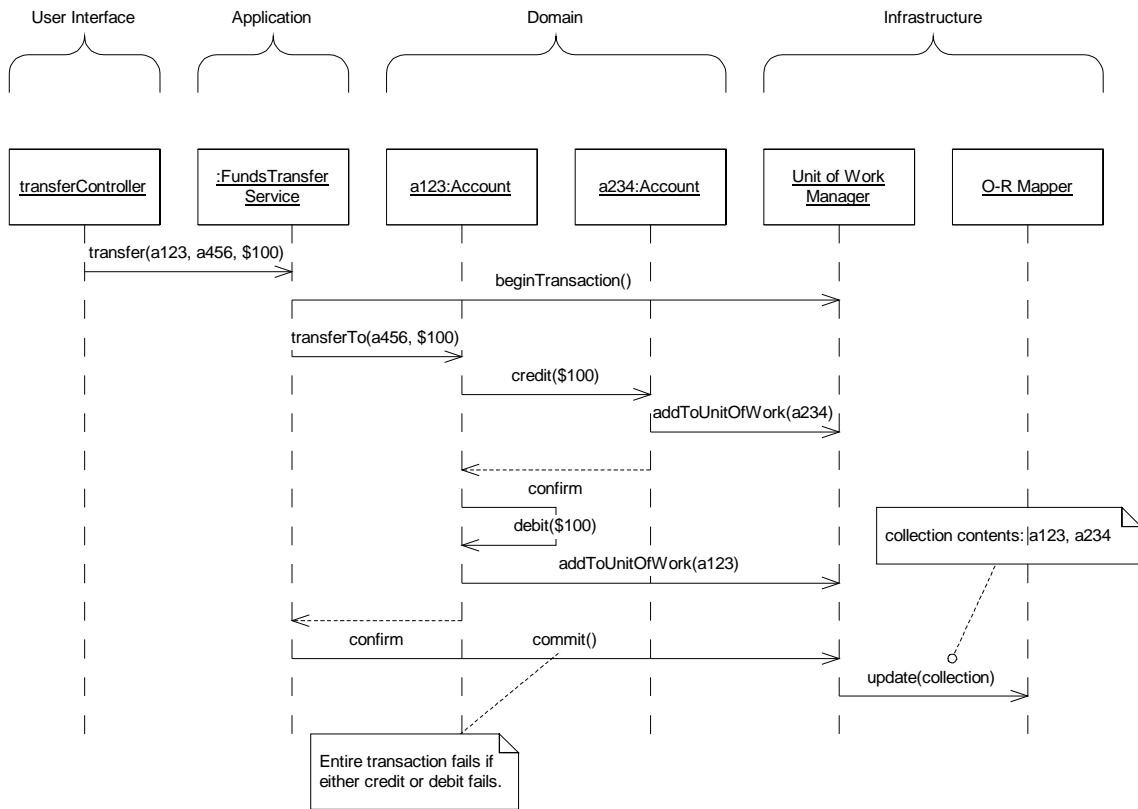 User Interface
Application
Domain
Infrastructure
transferController
:FundsTransfer
Service
a123:Account
a234:Account
Unit of Work
Manager
O-R Mapper
transfer(a123, a456, $100)
beginTransaction()
transferTo(a456, $100)
credit($100)
addToUnitOfWork(a234)
confirm
debit($100)
collection contents: a123, a234
addToUnitOfWork(a123)
confirm
commit()
update(collection)
Entire transaction fails if
either credit or debit fails.